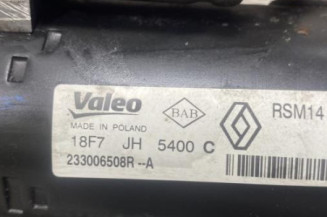 Valeo BAB RSM14
MADE IN POLAND
18F7 JH 5400 C
233006508R--A